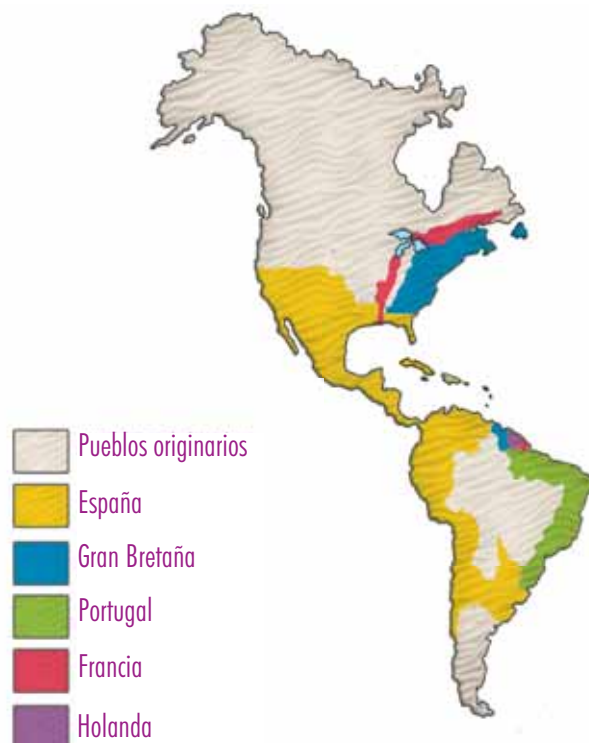 Pueblos originarios
España
Gran Bretaña
Portugal
Francia
Holanda